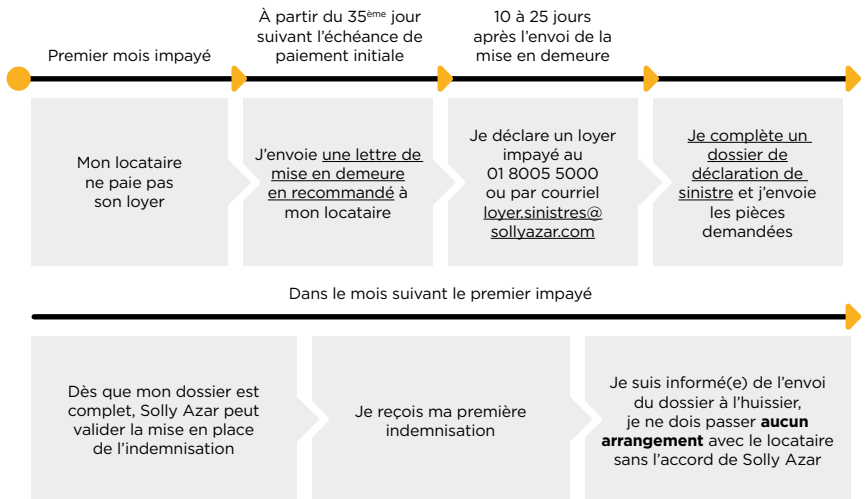 Premier mois impayé
À partir du 35ème jour
suivant l'échéance de
paiement initiale
10 à 25 jours
après l'envoi de la
mise en demeure
Mon locataire
ne paie pas
son loyer
J'envoie une lettre de
mise en demeure
en recommandé à
mon locataire
Je déclare un loyer
impayé au
01 8005 5000
ou par courriel
loyer.sinistres@
sollyazar.com
Je complète un
dossier de
déclaration de
sinistre et j'envoie
les pièces
demandées
Dans le mois suivant le premier impayé
Dès que mon dossier est
complet, Solly Azar peut
valider la mise en place
de l'indemnisation
Je reçois ma première
indemnisation
Je suis informé(e) de l'envoi
du dossier à l'huissier,
je ne dois passer aucun
arrangement avec le locataire
sans l'accord de Solly Azar